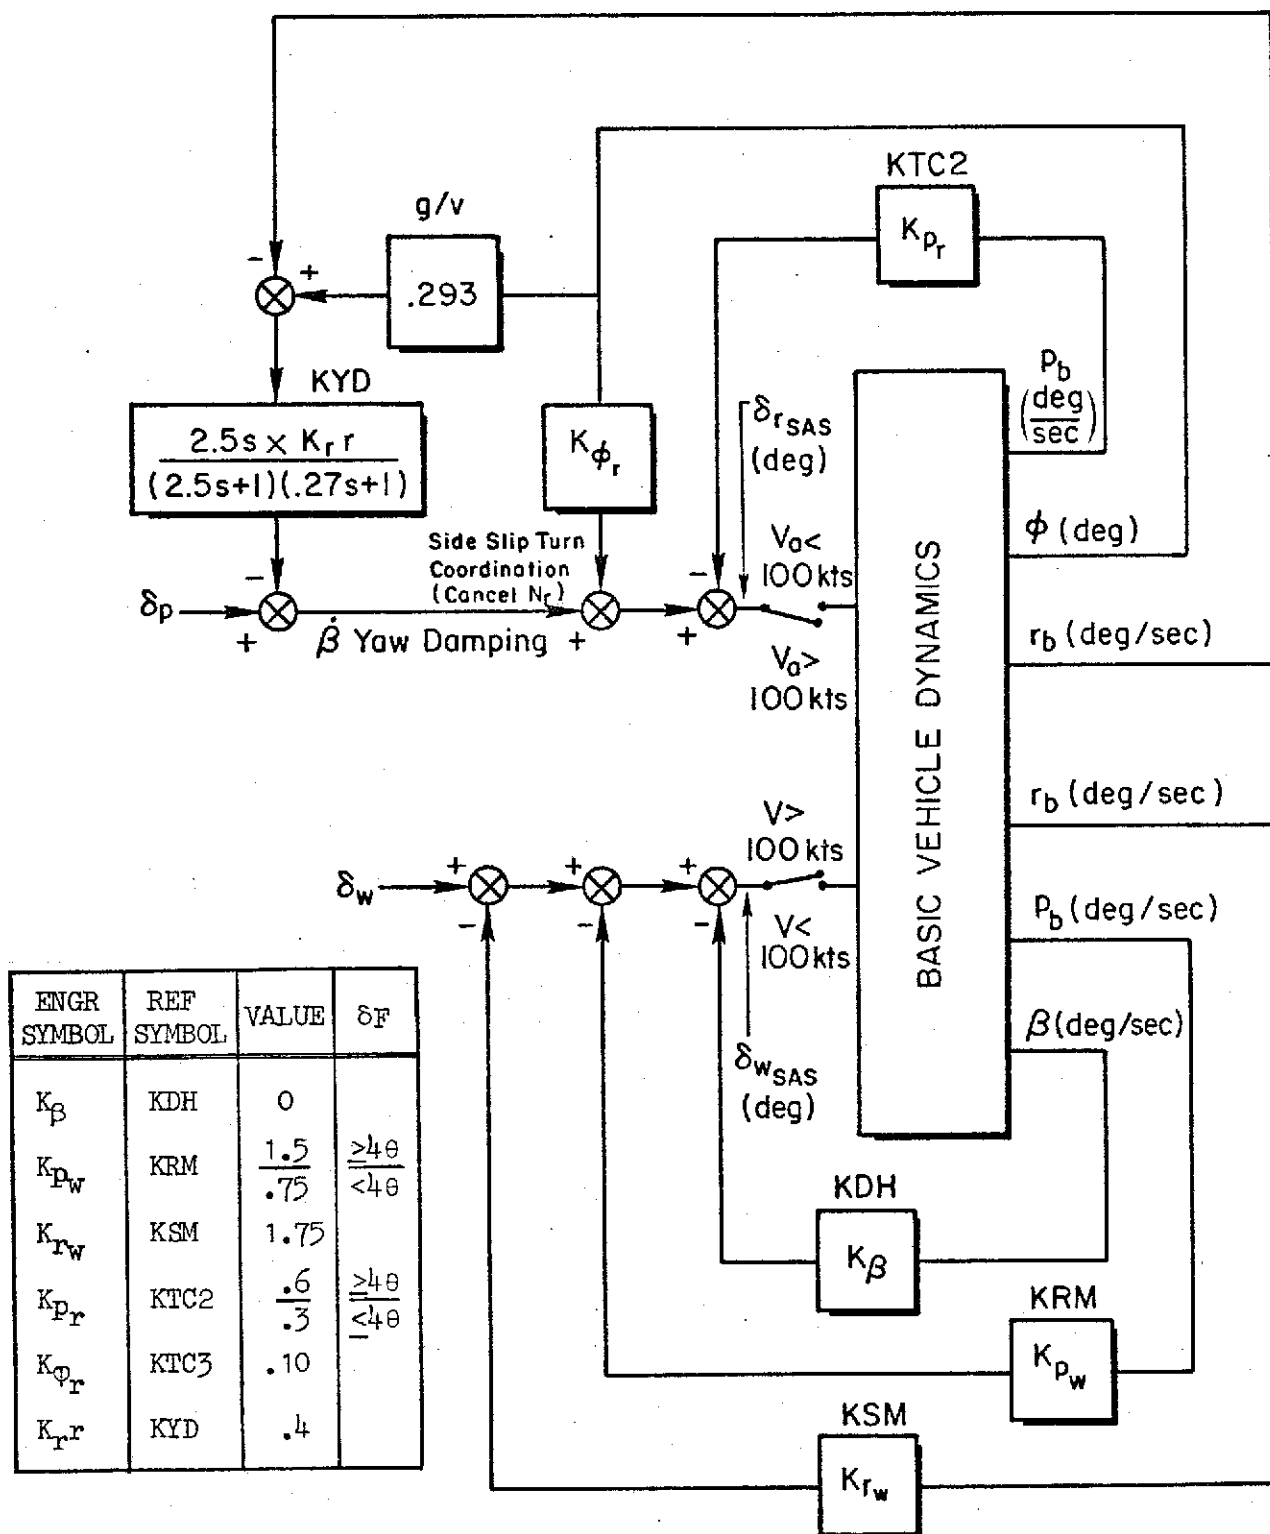 KTC2
K_pr
g/v
.293
- +
KYD
2.5s × K_r r
(2.5s+1)(.27s+1)
K_ϕr
p_b
(deg
sec)
δ_rSAS
(deg)
ϕ (deg)
Side Slip Turn
Coordination
(Cancel N_r)
V_a<
100 kts
-
-
δ_p
+
β̇ Yaw Damping
+
+
V_a>
100 kts
r_b (deg/sec)
BASIC VEHICLE DYNAMICS
r_b (deg/sec)
V>
100 kts
δ_w
+
+
+
-
-
-
V<
100 kts
p_b (deg/sec)
β (deg/sec)
δ_wSAS
(deg)
KDH
K_β
KRM
K_pw
KSM
K_rw
ENGR SYMBOL REF SYMBOL VALUE δF
K_β KDH 0
K_pw KRM 1.5 ≥4θ
.75 <4θ
K_rw KSM 1.75
K_pr KTC2 .6 ≥4θ
.3 ≤4θ
K_φr KTC3 .10
K_r r KYD .4